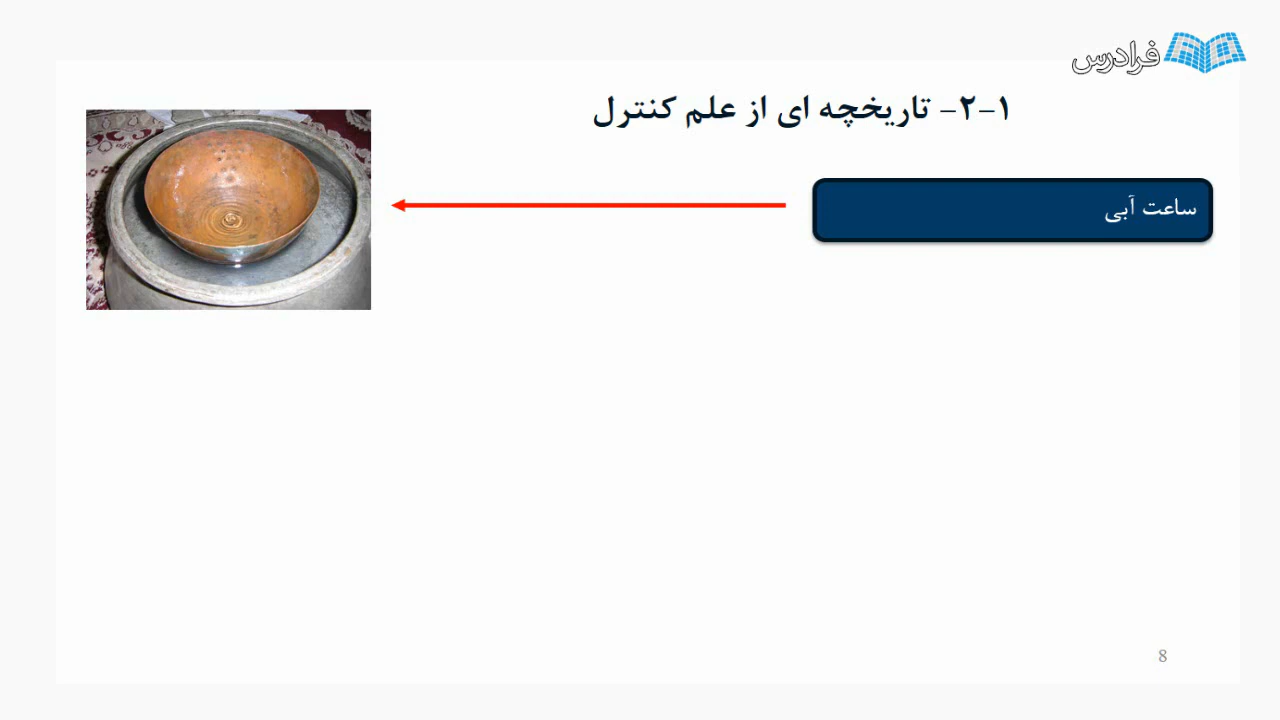 فرادرس
۱-۲- تاریخچه ای از علم کنترل
ساعت آبی
8